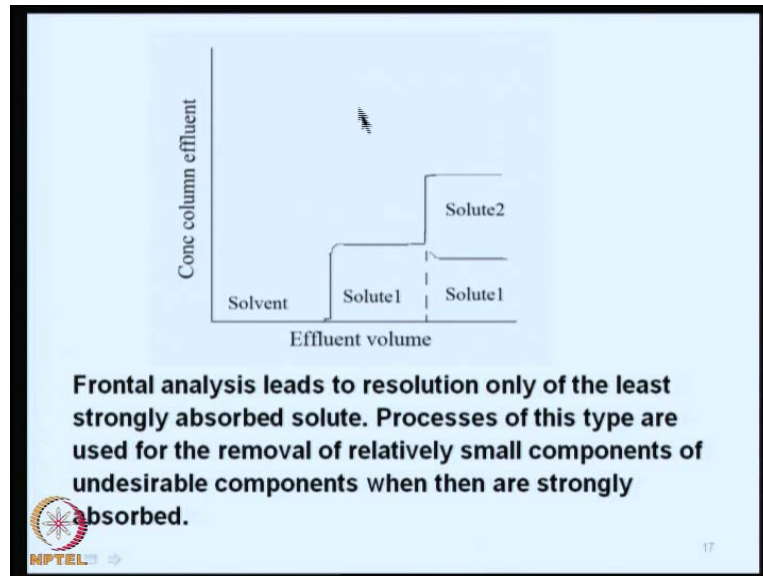 Conc column effluent
Solute2
Solvent
Solute1
Solute1
Effluent volume
Frontal analysis leads to resolution only of the least
strongly absorbed solute. Processes of this type are
used for the removal of relatively small components of
undesirable components when then are strongly
absorbed.
NPTEL
17